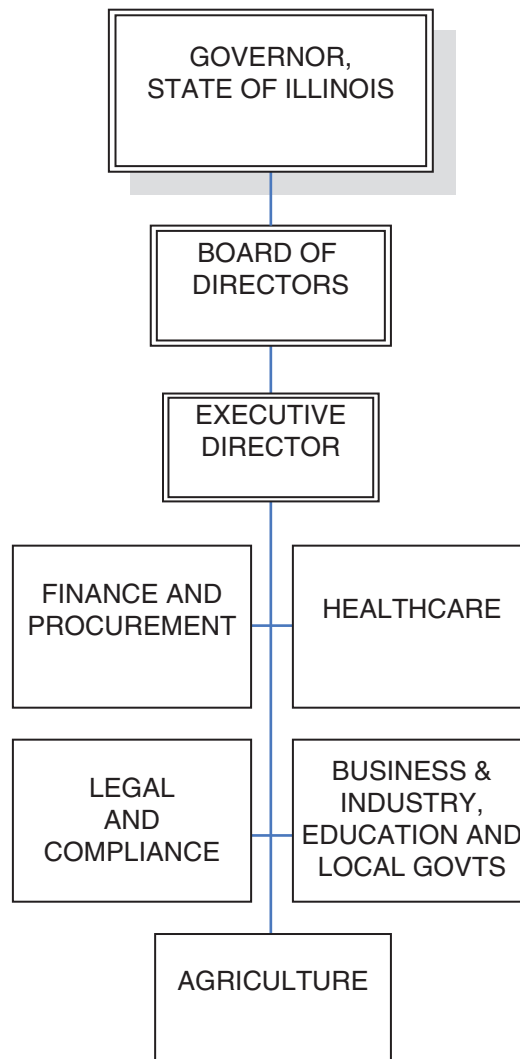 GOVERNOR,
STATE OF ILLINOIS
BOARD OF
DIRECTORS
EXECUTIVE
DIRECTOR
FINANCE AND
PROCUREMENT
HEALTHCARE
LEGAL
AND
COMPLIANCE
BUSINESS &
INDUSTRY,
EDUCATION AND
LOCAL GOVTS
AGRICULTURE